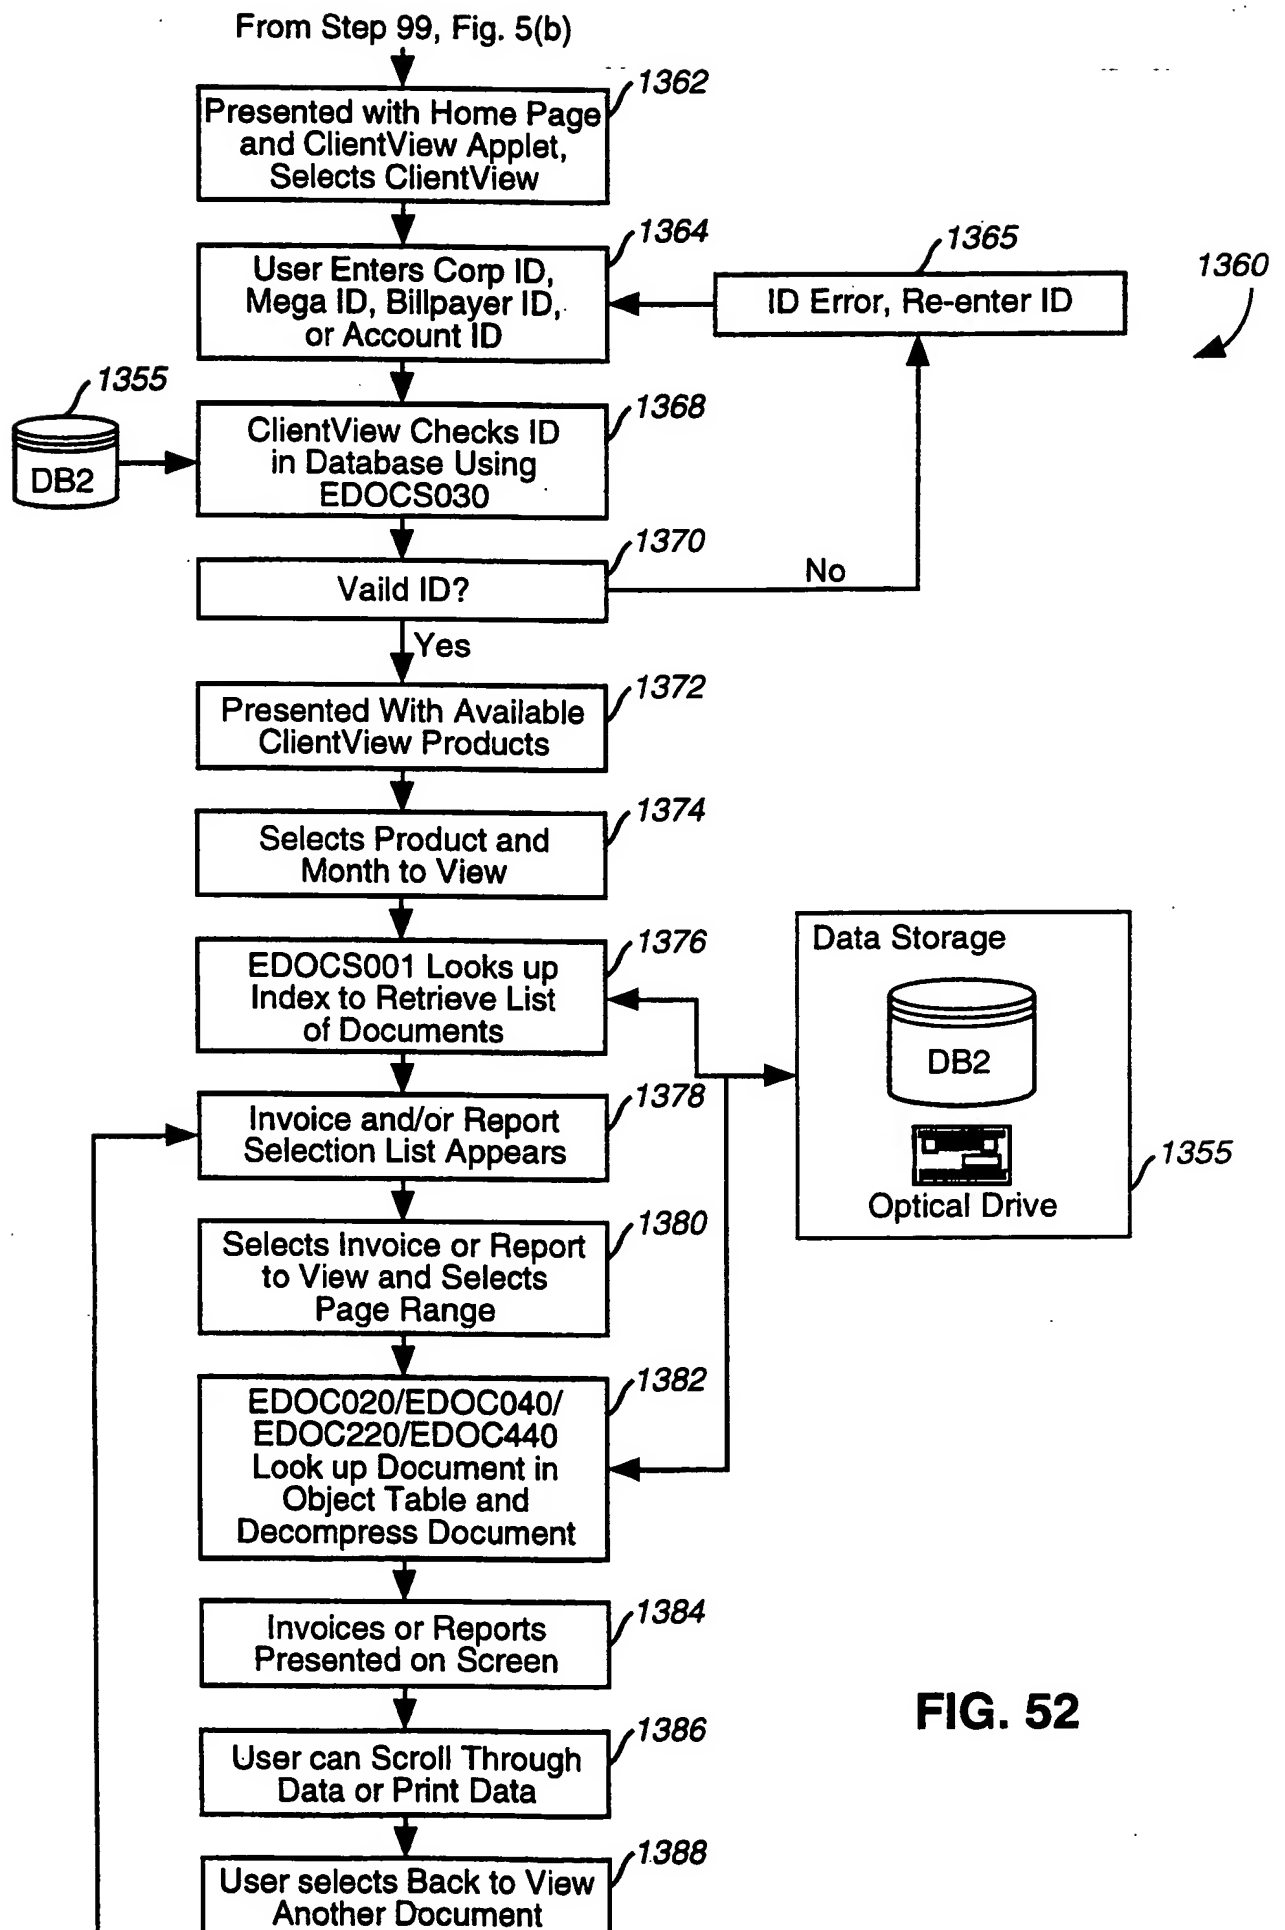 From Step 99, Fig. 5(b)
1362
Presented with Home Page
and ClientView Applet,
Selects ClientView
1364
User Enters Corp ID,
Mega ID, Billpayer ID,
or Account ID
1365
ID Error, Re-enter ID
1360
1355
DB2
1368
ClientView Checks ID
in Database Using
EDOCS030
1370
Vaild ID?
No
Yes
1372
Presented With Available
ClientView Products
1374
Selects Product and
Month to View
1376
EDOCS001 Looks up
Index to Retrieve List
of Documents
Data Storage
DB2
Optical Drive
1355
1378
Invoice and/or Report
Selection List Appears
1380
Selects Invoice or Report
to View and Selects
Page Range
1382
EDOC020/EDOC040/
EDOC220/EDOC440
Look up Document in
Object Table and
Decompress Document
1384
Invoices or Reports
Presented on Screen
1386
User can Scroll Through
Data or Print Data
1388
User selects Back to View
Another Document
FIG. 52